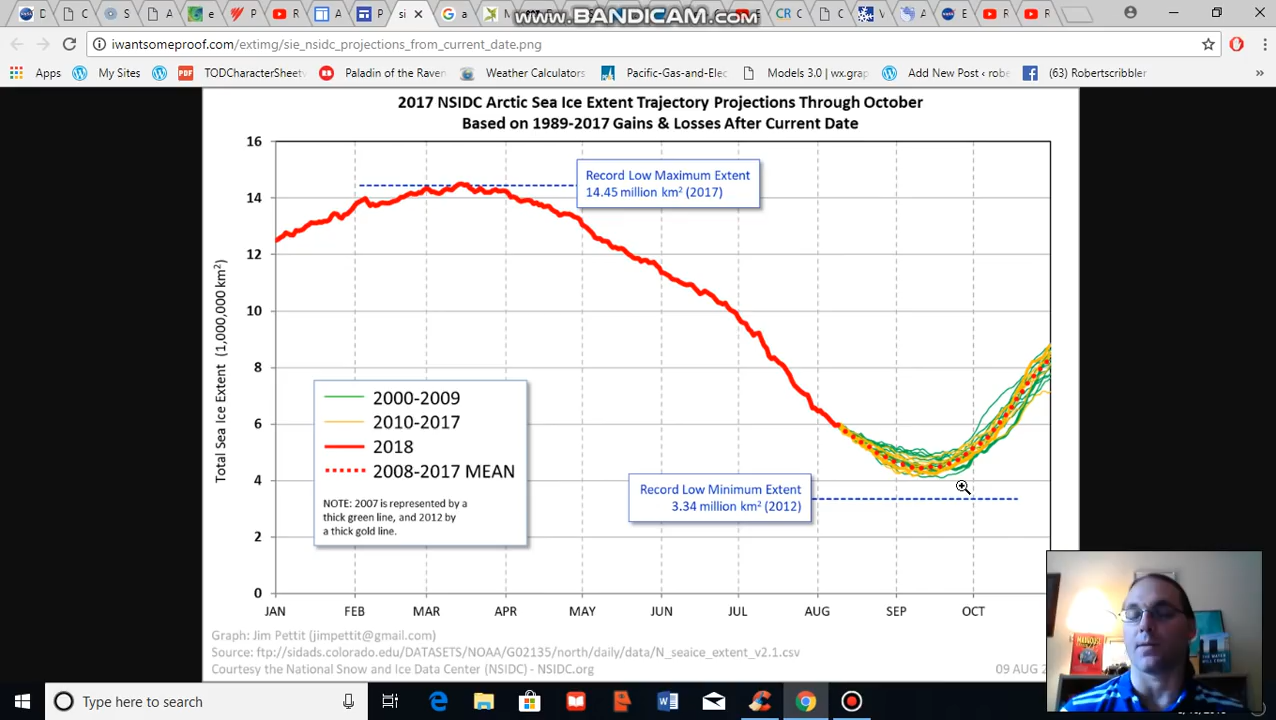 www.BANDICAM.com
iwantsomeproof.com/extimg/sie_nsidc_projections_from_current_date.png
Apps My Sites TODCharacterSheet Paladin of the Raven Weather Calculators Pacific-Gas-and-Elec Models 3.0 | wx.grap Add New Post ‹ robe (63) Robertscribbler
2017 NSIDC Arctic Sea Ice Extent Trajectory Projections Through October
Based on 1989-2017 Gains & Losses After Current Date
Total Sea Ice Extent (1,000,000 km²)
16
14
12
10
8
6
4
2
0
Record Low Maximum Extent
14.45 million km² (2017)
2000-2009
2010-2017
2018
2008-2017 MEAN
NOTE: 2007 is represented by a
thick green line, and 2012 by
a thick gold line.
Record Low Minimum Extent
3.34 million km² (2012)
JAN FEB MAR APR MAY JUN JUL AUG SEP OCT
Graph: Jim Pettit (jimpettit@gmail.com)
Source: ftp://sidads.colorado.edu/DATASETS/NOAA/G02135/north/daily/data/N_seaice_extent_v2.1.csv
Courtesy the National Snow and Ice Data Center (NSIDC) - NSIDC.org
09 AUG 2
Type here to search